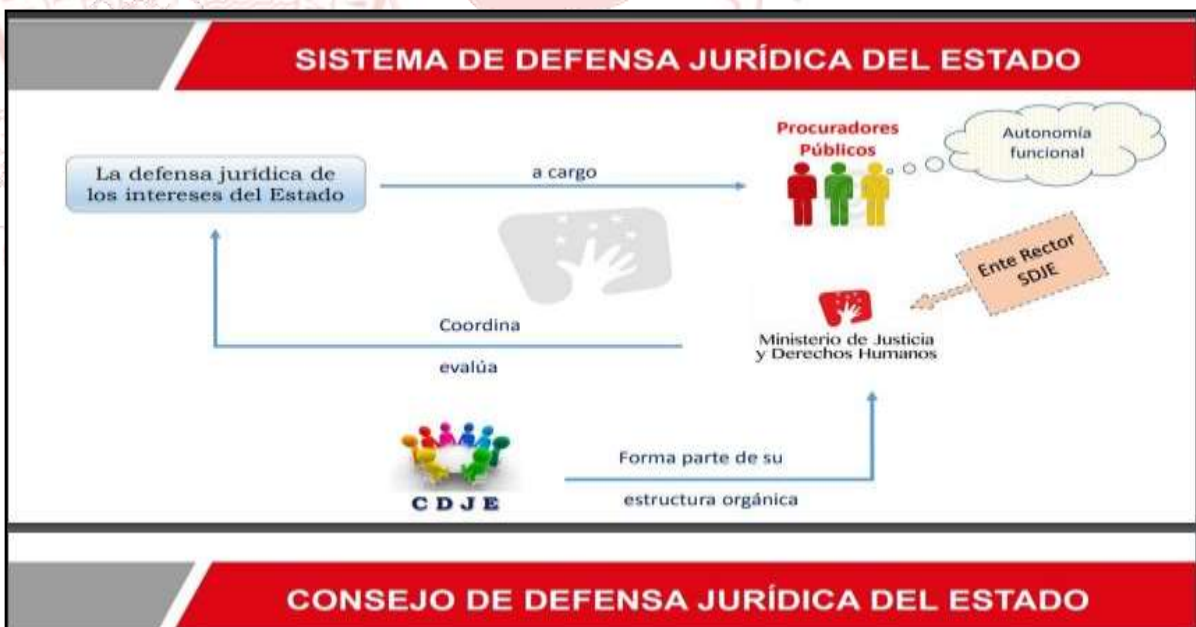 SISTEMA DE DEFENSA JURÍDICA DEL ESTADO
La defensa jurídica de
los intereses del Estado
a cargo
Procuradores
Públicos
Autonomía
funcional
Ente Rector
SDJE
Ministerio de Justicia
y Derechos Humanos
Coordina
evalúa
CDJE
Forma parte de su
estructura orgánica
CONSEJO DE DEFENSA JURÍDICA DEL ESTADO